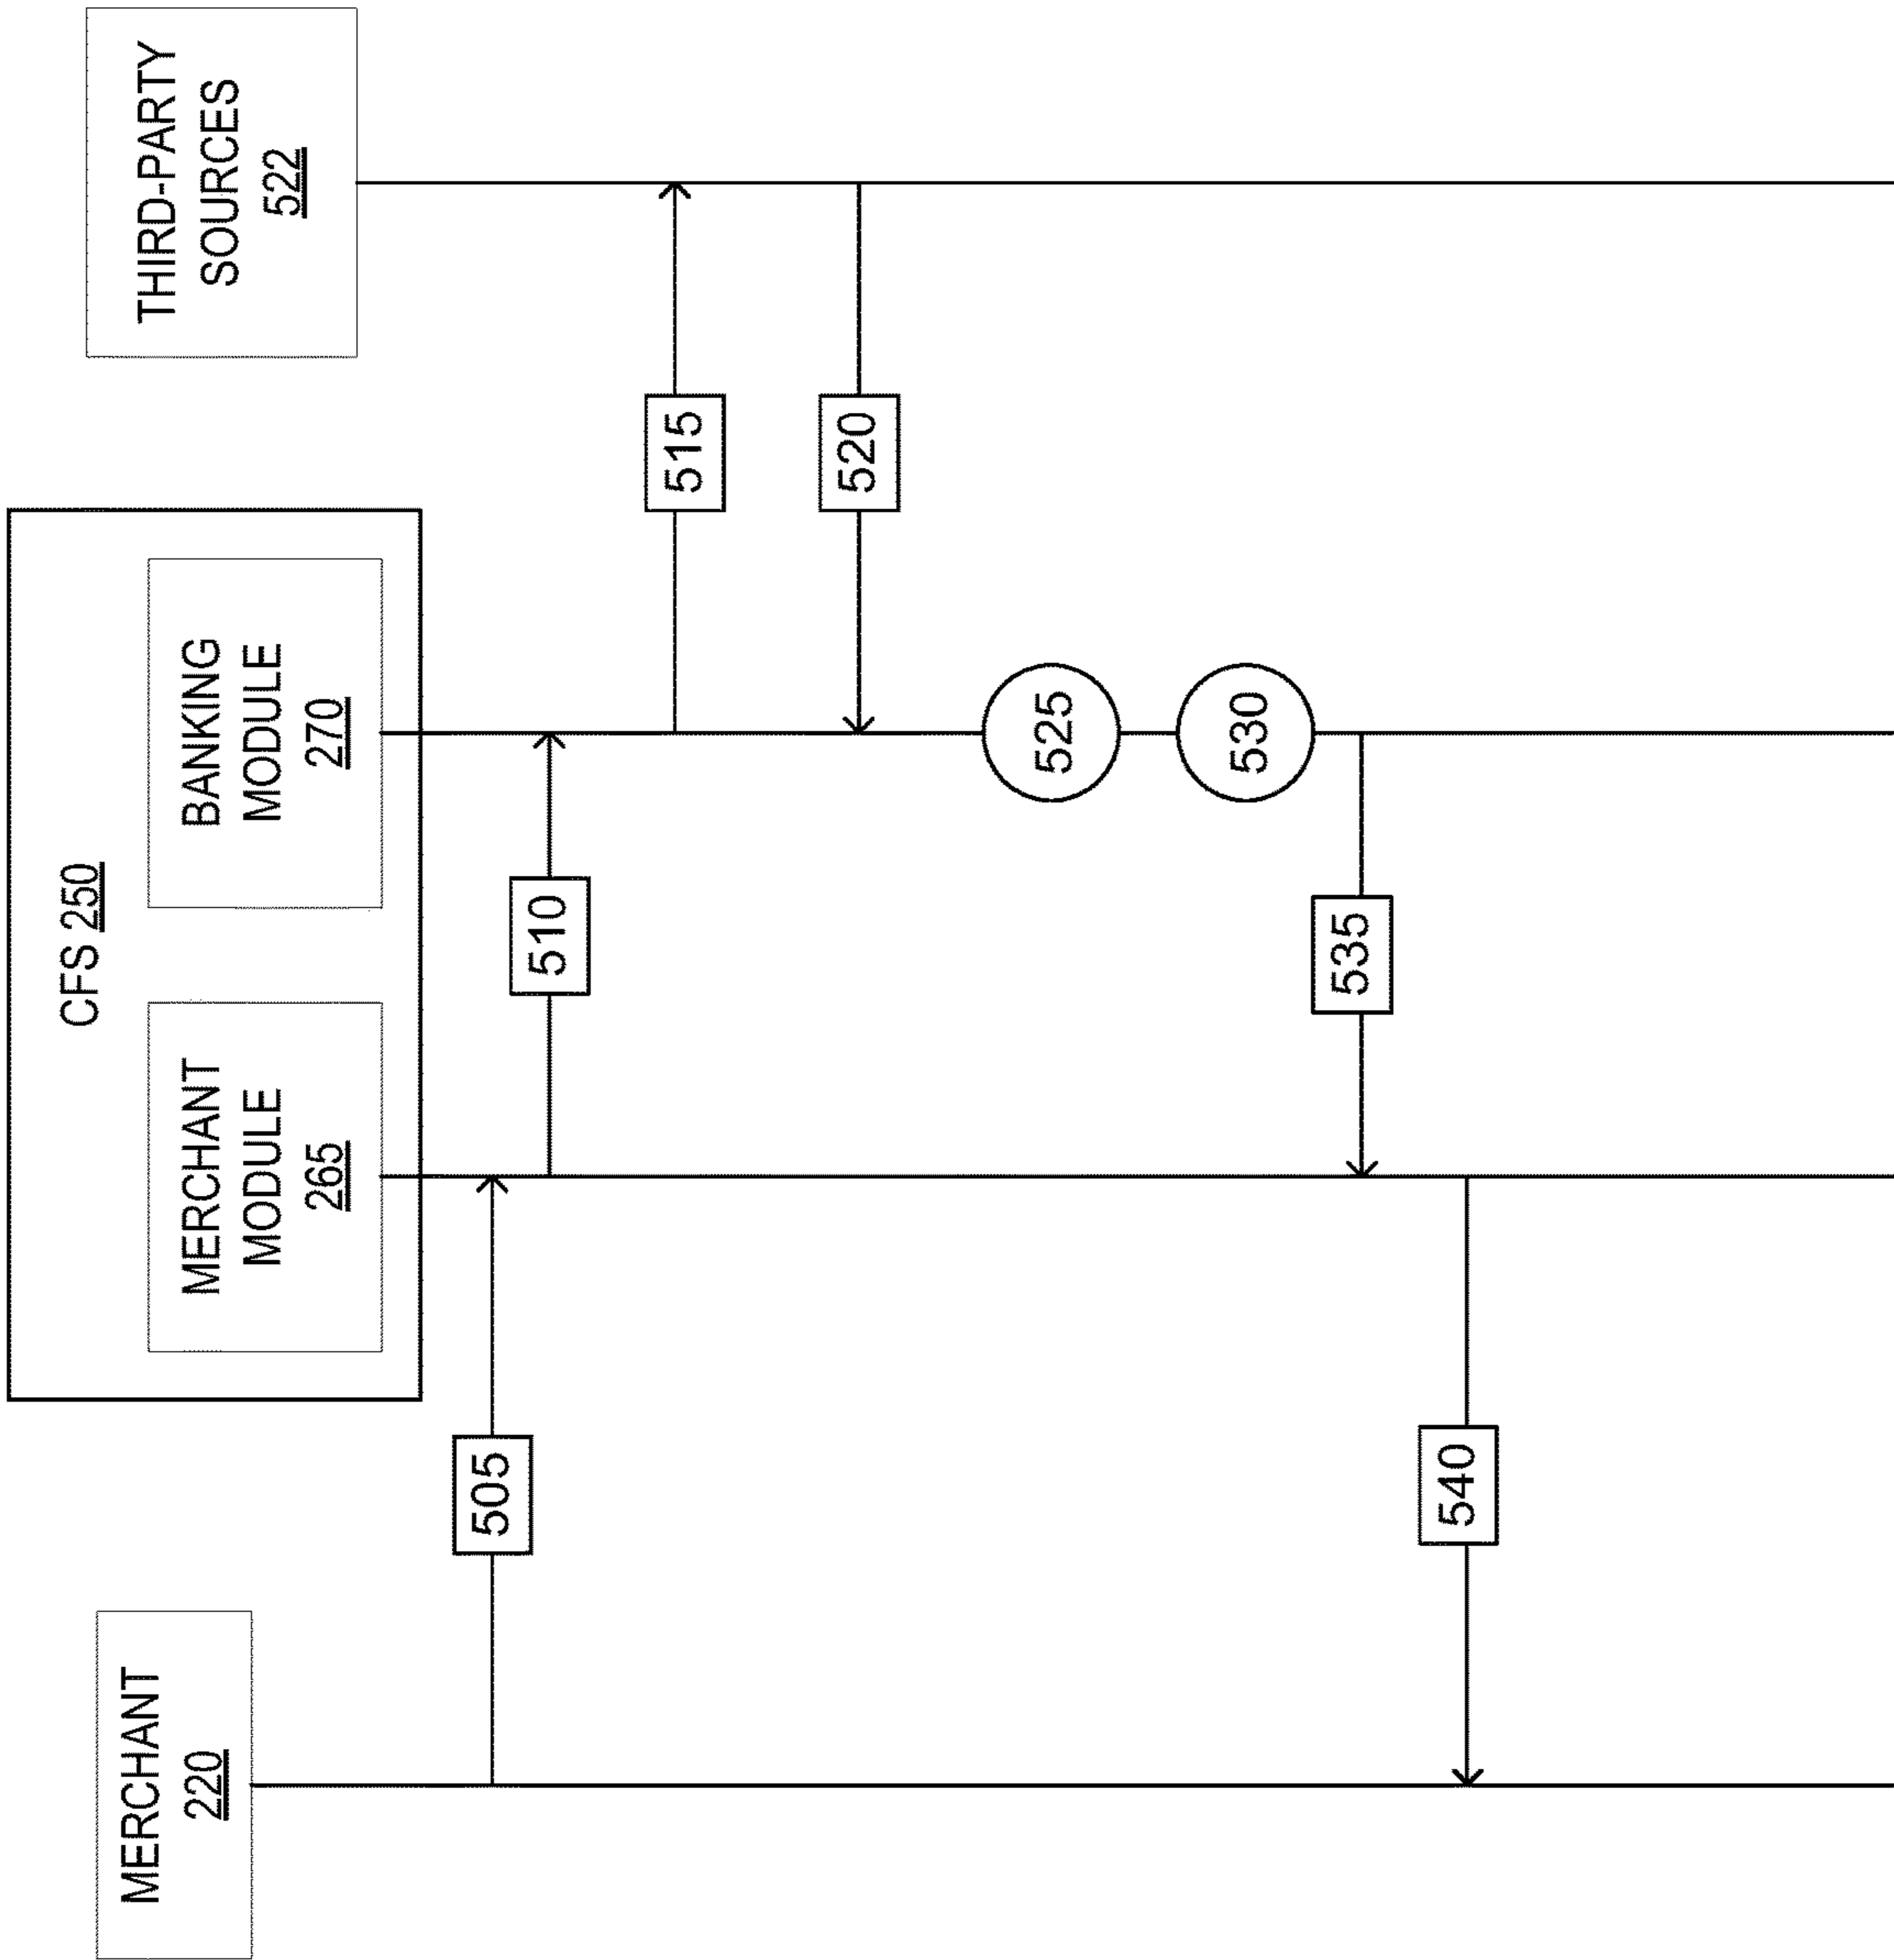 MERCHANT
220
CFS 250
MERCHANT
MODULE
265
BANKING
MODULE
270
THIRD-PARTY
SOURCES
522
505
510
515
520
525
530
535
540